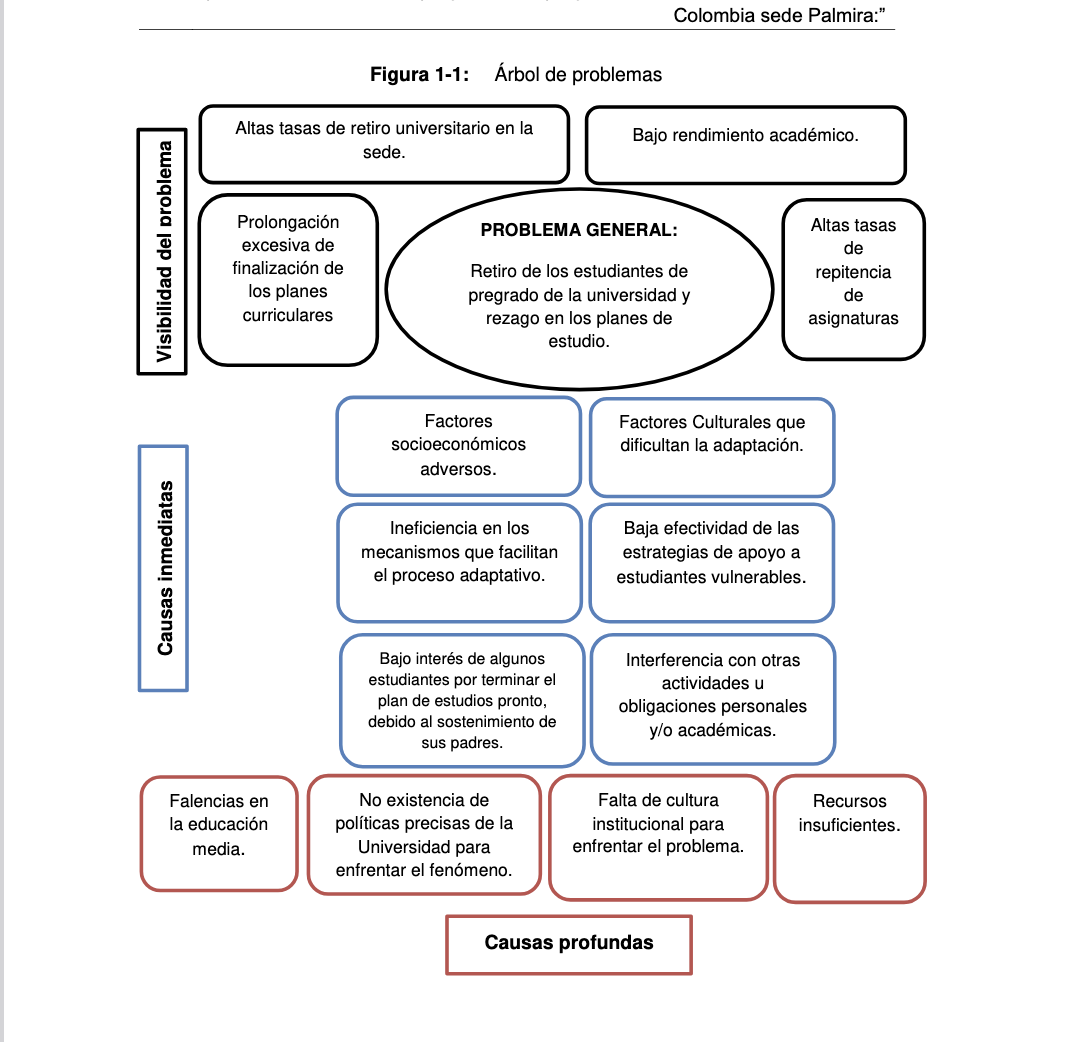 Colombia sede Palmira:”
Figura 1-1: Árbol de problemas
Visibilidad del problema
Altas tasas de retiro universitario en la
sede.
Bajo rendimiento académico.
Prolongación
excesiva de
finalización de
los planes
curriculares
PROBLEMA GENERAL:
Retiro de los estudiantes de
pregrado de la universidad y
rezago en los planes de
estudio.
Altas tasas
de
repitencia
de
asignaturas
Causas inmediatas
Factores
socioeconómicos
adversos.
Factores Culturales que
dificultan la adaptación.
Ineficiencia en los
mecanismos que facilitan
el proceso adaptativo.
Baja efectividad de las
estrategias de apoyo a
estudiantes vulnerables.
Bajo interés de algunos
estudiantes por terminar el
plan de estudios pronto,
debido al sostenimiento de
sus padres.
Interferencia con otras
actividades u
obligaciones personales
y/o académicas.
Falencias en
la educación
media.
No existencia de
políticas precisas de la
Universidad para
enfrentar el fenómeno.
Falta de cultura
institucional para
enfrentar el problema.
Recursos
insuficientes.
Causas profundas